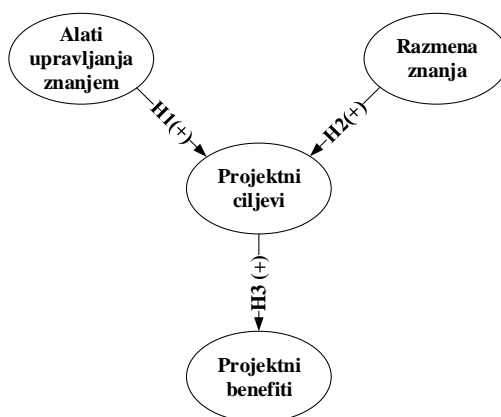 Alati
upravljanja
znanjem
Razmena
znanja
H1(+)
H2(+)
Projektni
ciljevi
H3 (+)
Projektni
benefiti